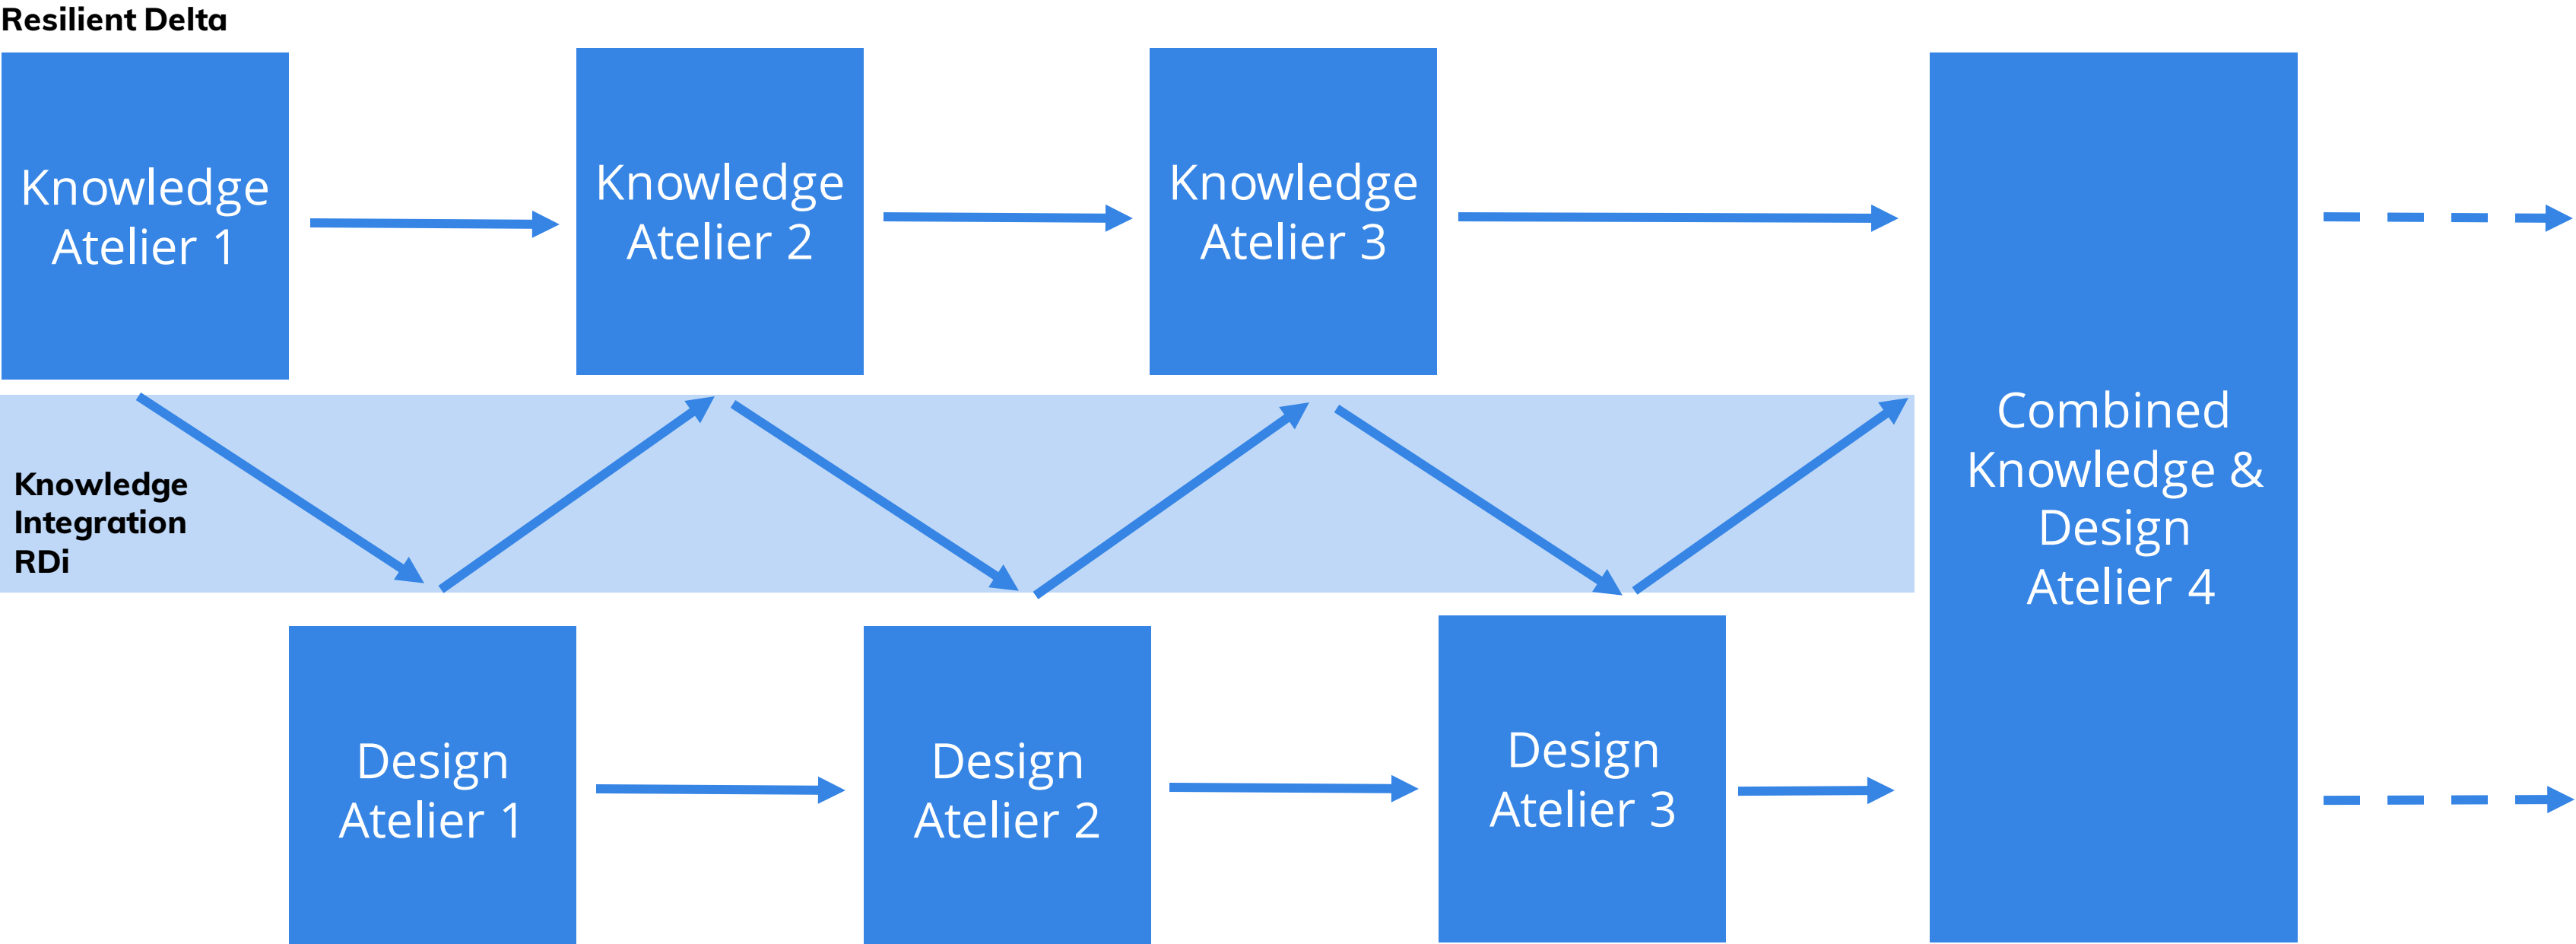 Resilient Delta
Knowledge
Atelier 1
Knowledge
Atelier 2
Knowledge
Atelier 3
Combined
Knowledge &
Design
Atelier 4
Knowledge
Integration
RDi
Design
Atelier 1
Design
Atelier 2
Design
Atelier 3